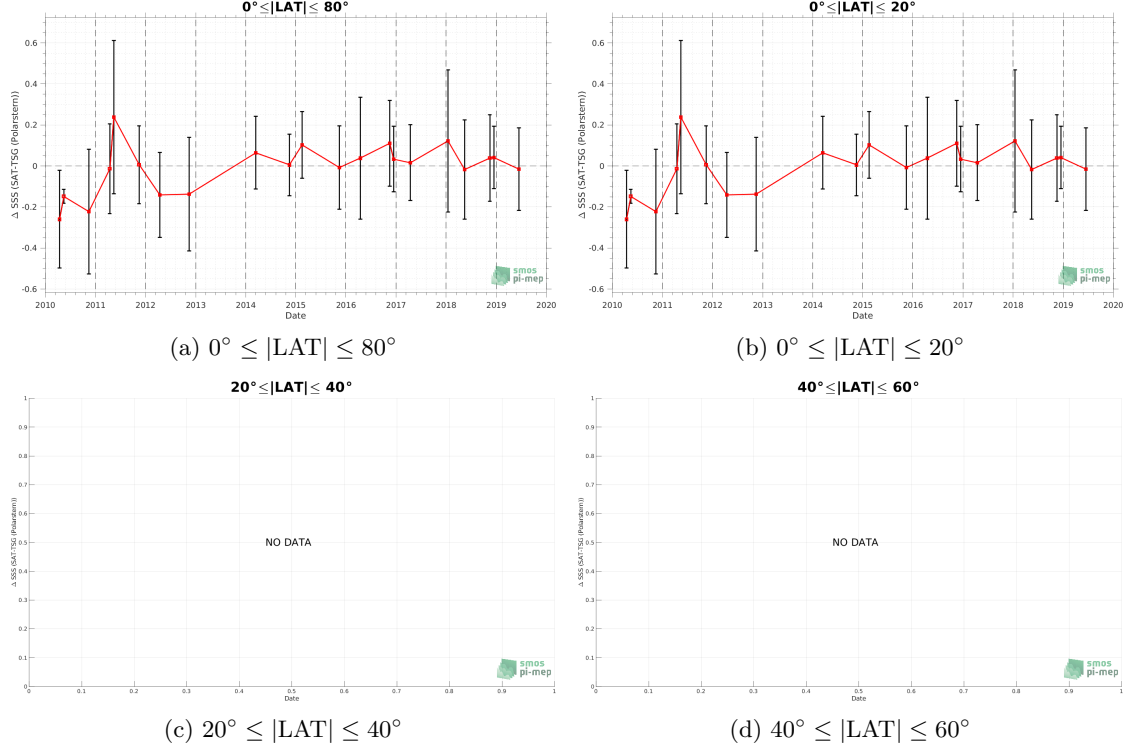 0°≤|LAT|≤ 80°
Δ SSS (SAT-TSG (Polarstern))
0.6
0.4
0.2
0
-0.2
-0.4
-0.6
2010 2011 2012 2013 2014 2015 2016 2017 2018 2019 2020
Date
smos
pi-mep
(a) 0° ≤ |LAT| ≤ 80°
0°≤|LAT|≤ 20°
Δ SSS (SAT-TSG (Polarstern))
0.6
0.4
0.2
0
-0.2
-0.4
-0.6
2010 2011 2012 2013 2014 2015 2016 2017 2018 2019 2020
Date
smos
pi-mep
(b) 0° ≤ |LAT| ≤ 20°
20°≤|LAT|≤ 40°
Δ SSS (SAT-TSG (Polarstern))
1
0.9
0.8
0.7
0.6
0.5
0.4
0.3
0.2
0.1
0
NO DATA
0 0.1 0.2 0.3 0.4 0.5 0.6 0.7 0.8 0.9 1
Date
smos
pi-mep
(c) 20° ≤ |LAT| ≤ 40°
40°≤|LAT|≤ 60°
Δ SSS (SAT-TSG (Polarstern))
1
0.9
0.8
0.7
0.6
0.5
0.4
0.3
0.2
0.1
0
NO DATA
0 0.1 0.2 0.3 0.4 0.5 0.6 0.7 0.8 0.9 1
Date
smos
pi-mep
(d) 40° ≤ |LAT| ≤ 60°